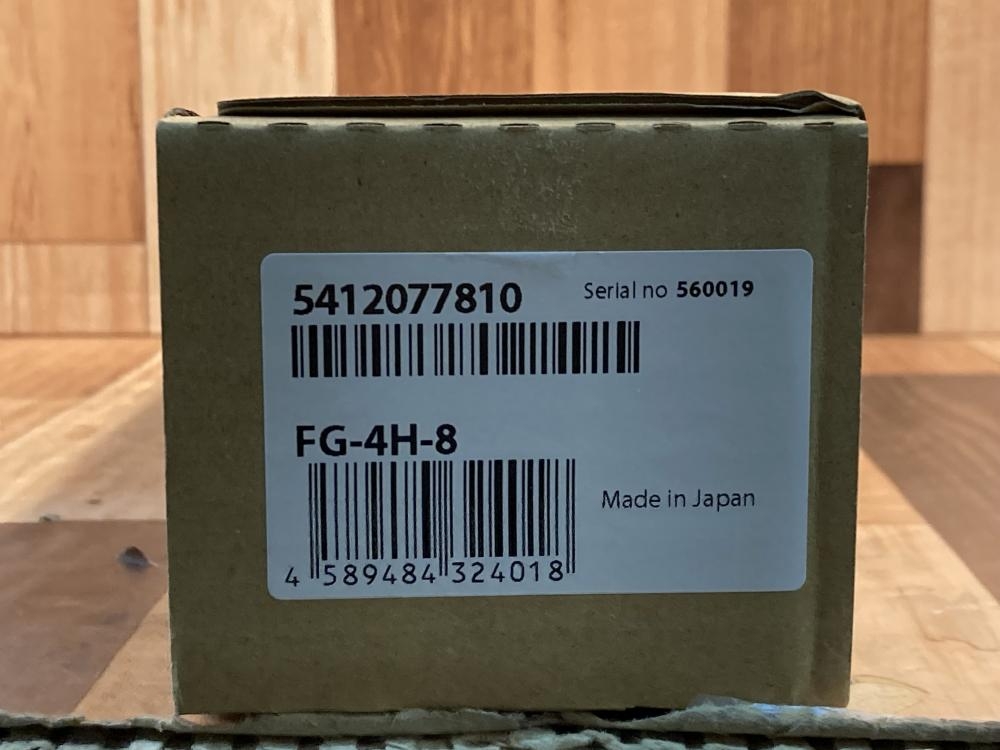 5412077810
Serial no 560019
FG-4H-8
Made in Japan
4 589484 324018